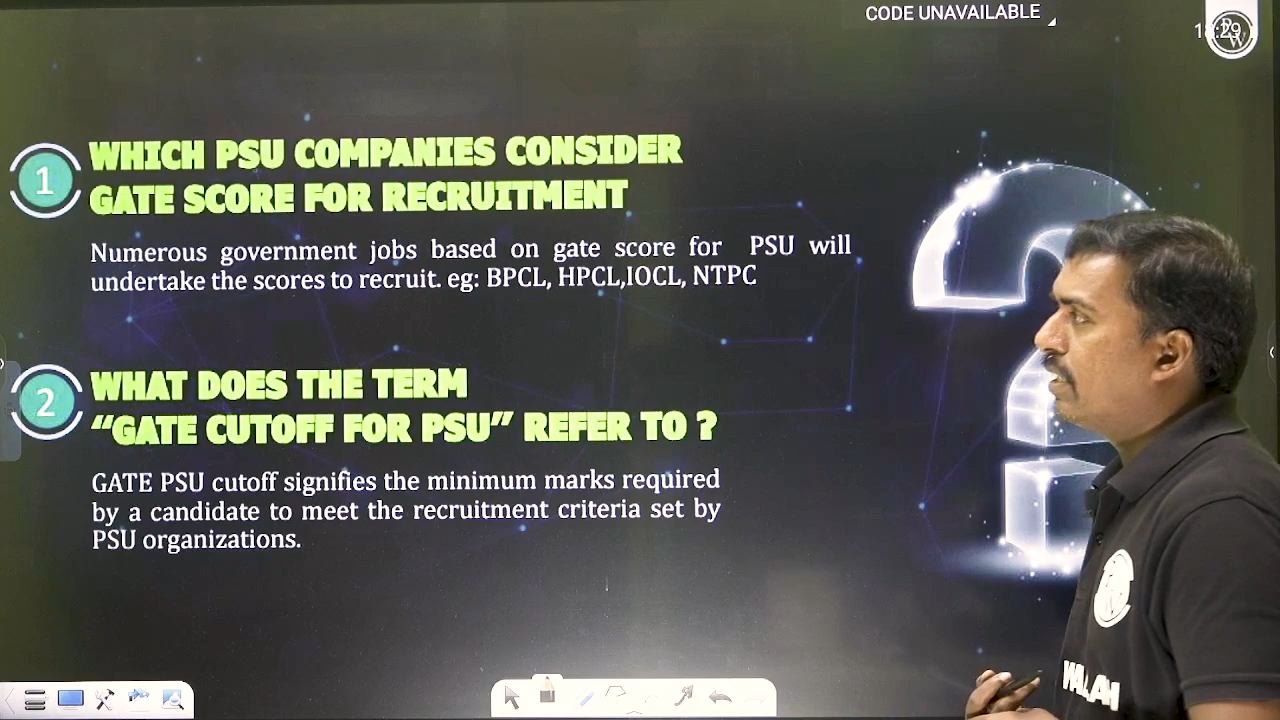 CODE UNAVAILABLE
18:29
PW
1
WHICH PSU COMPANIES CONSIDER
GATE SCORE FOR RECRUITMENT
Numerous government jobs based on gate score for PSU will
undertake the scores to recruit. eg: BPCL, HPCL,IOCL, NTPC
2
WHAT DOES THE TERM
“GATE CUTOFF FOR PSU” REFER TO ?
GATE PSU cutoff signifies the minimum marks required
by a candidate to meet the recruitment criteria set by
PSU organizations.